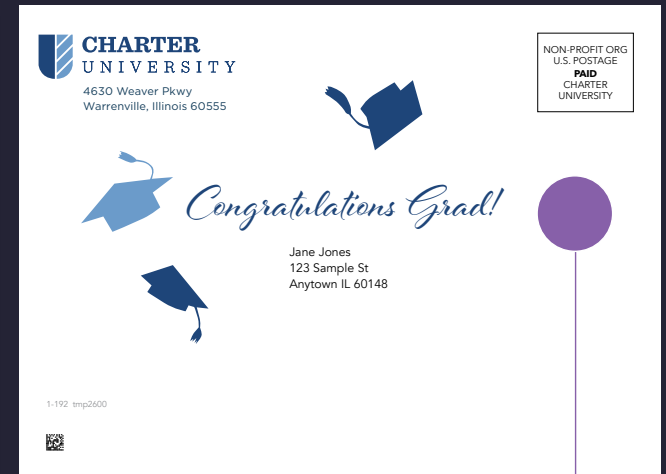 CHARTER
UNIVERSITY
4630 Weaver Pkwy
Warrenville, Illinois 60555
NON-PROFIT ORG
U.S. POSTAGE
PAID
CHARTER
UNIVERSITY
Congratulations Grad!
Jane Jones
123 Sample St
Anytown IL 60148
1-192 tmp2600